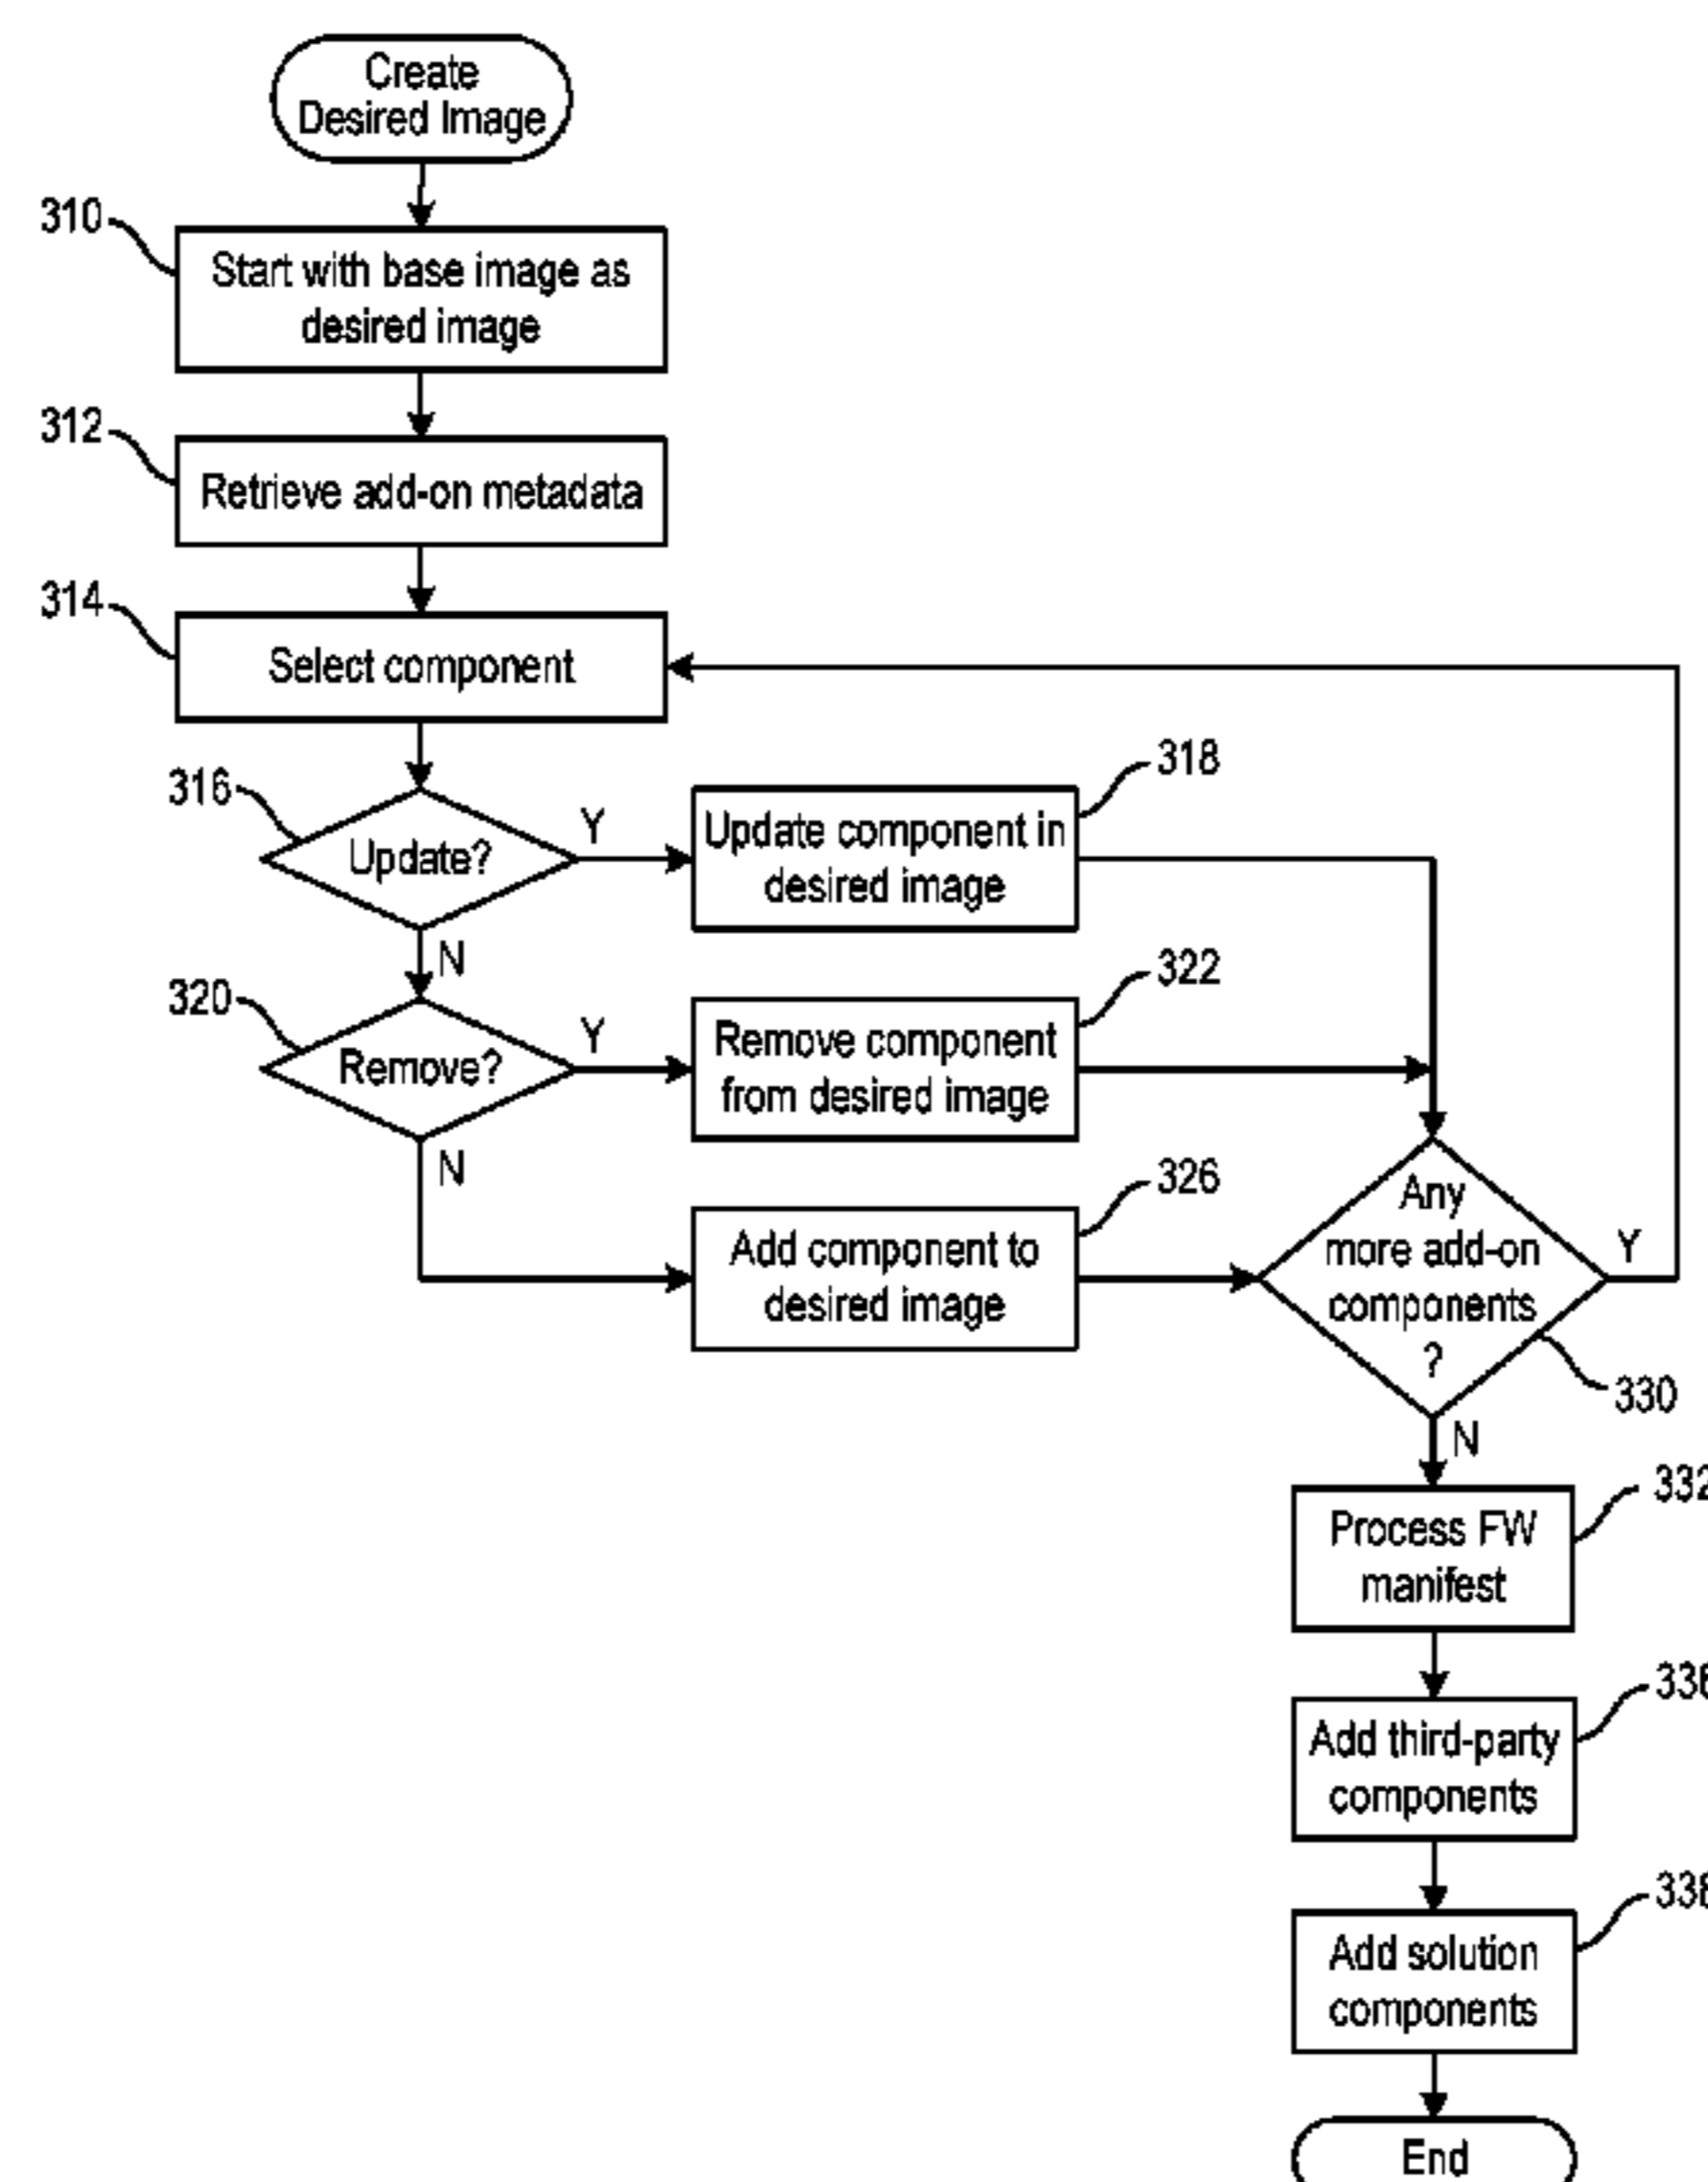 Create
Desired Image
310
Start with base image as
desired image
312
Retrieve add-on metadata
314
Select component
316
Update?
Y
318
Update component in
desired image
N
320
Remove?
Y
322
Remove component
from desired image
N
326
Add component to
desired image
Any
more add-on
components
?
Y
330
N
332
Process FW
manifest
336
Add third-party
components
338
Add solution
components
End